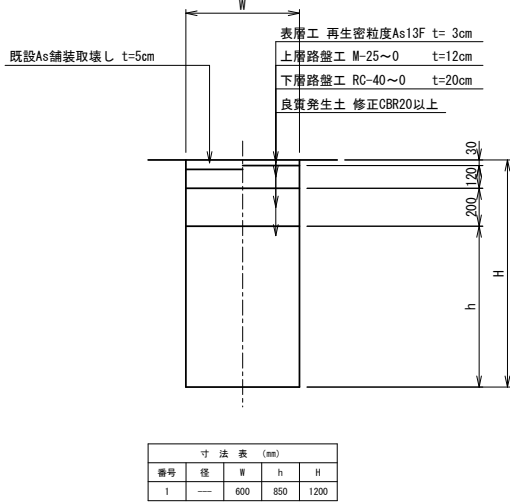 W
表層工 再生密粒度As13F t= 3cm
既設As舗装取壊し t=5cm
上層路盤工 M-25～0 t=12cm
下層路盤工 RC-40～0 t=20cm
良質発生土 修正CBR20以上
30
120
200
H
h
寸 法 表 (mm)
番号 径 W h H
1 --- 600 850 1200